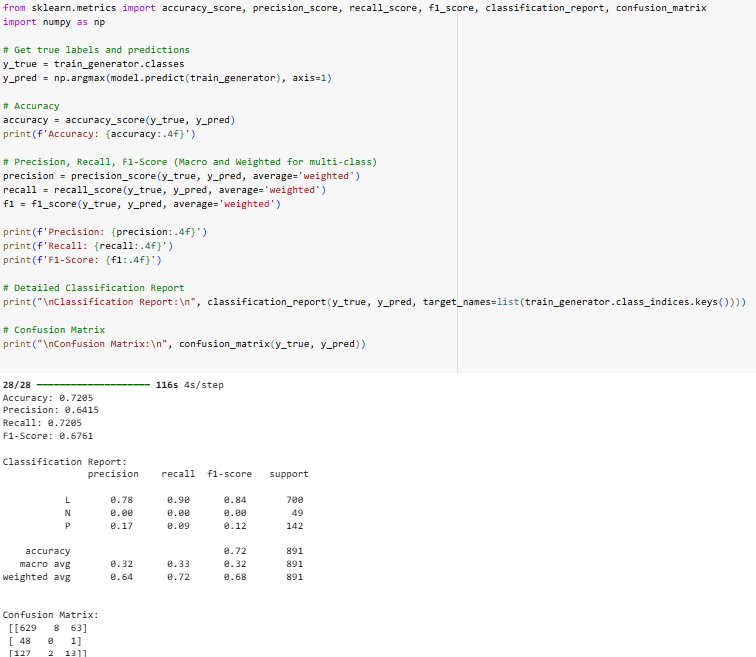 from sklearn.metrics import accuracy_score, precision_score, recall_score, f1_score, classification_report, confusion_matrix
import numpy as np
# Get true labels and predictions
y_true = train_generator.classes
y_pred = np.argmax(model.predict(train_generator), axis=1)
# Accuracy
accuracy = accuracy_score(y_true, y_pred)
print(f'Accuracy: {accuracy:.4f}')
# Precision, Recall, F1-Score (Macro and Weighted for multi-class)
precision = precision_score(y_true, y_pred, average='weighted')
recall = recall_score(y_true, y_pred, average='weighted')
f1 = f1_score(y_true, y_pred, average='weighted')
print(f'Precision: {precision:.4f}')
print(f'Recall: {recall:.4f}')
print(f'F1-Score: {f1:.4f}')
# Detailed Classification Report
print("\nClassification Report:\n", classification_report(y_true, y_pred, target_names=list(train_generator.class_indices.keys())))
# Confusion Matrix
print("\nConfusion Matrix:\n", confusion_matrix(y_true, y_pred))
28/28 116s 4s/step
Accuracy: 0.7205
Precision: 0.6415
Recall: 0.7205
F1-Score: 0.6761
Classification Report:
precision recall f1-score support
L 0.78 0.90 0.84 700
N 0.00 0.00 0.00 49
P 0.17 0.09 0.12 142
accuracy 0.72 891
macro avg 0.32 0.33 0.32 891
weighted avg 0.64 0.72 0.68 891
Confusion Matrix:
[[629 8 63]
[ 48 0 1]
[127 2 13]]